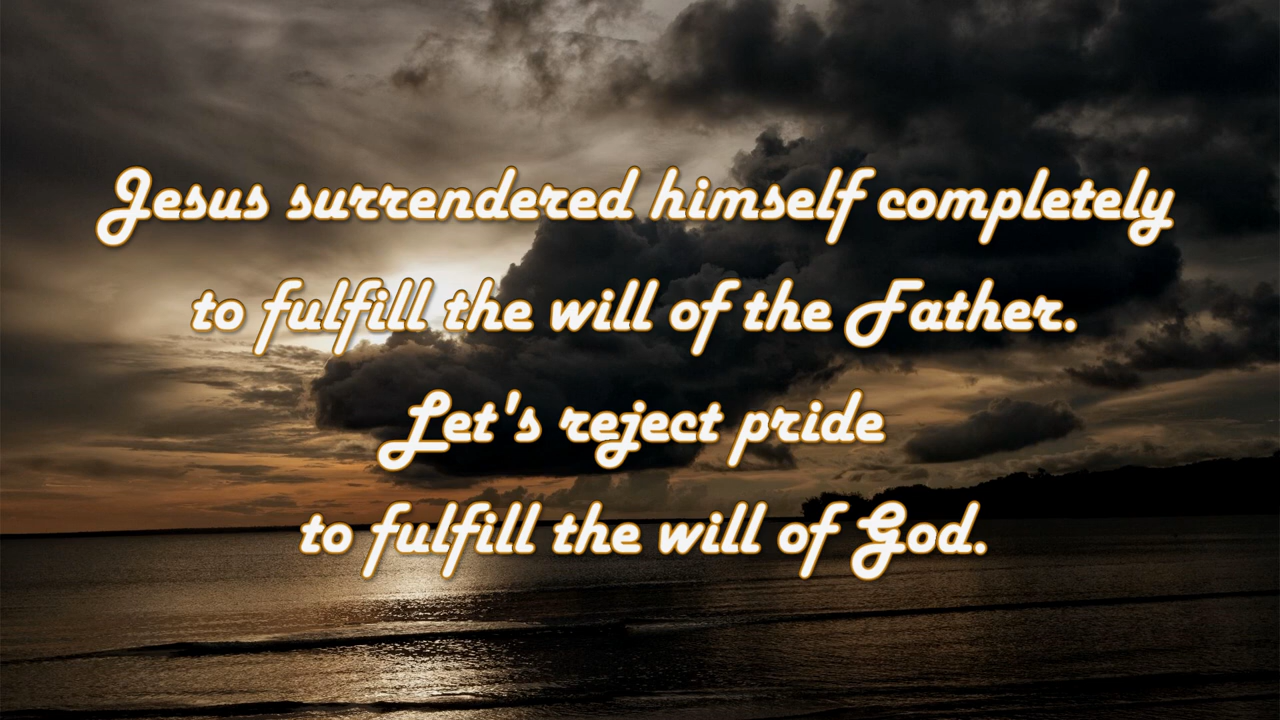 Jesus surrendered himself completely
to fulfill the will of the Father.
Let's reject pride
to fulfill the will of God.